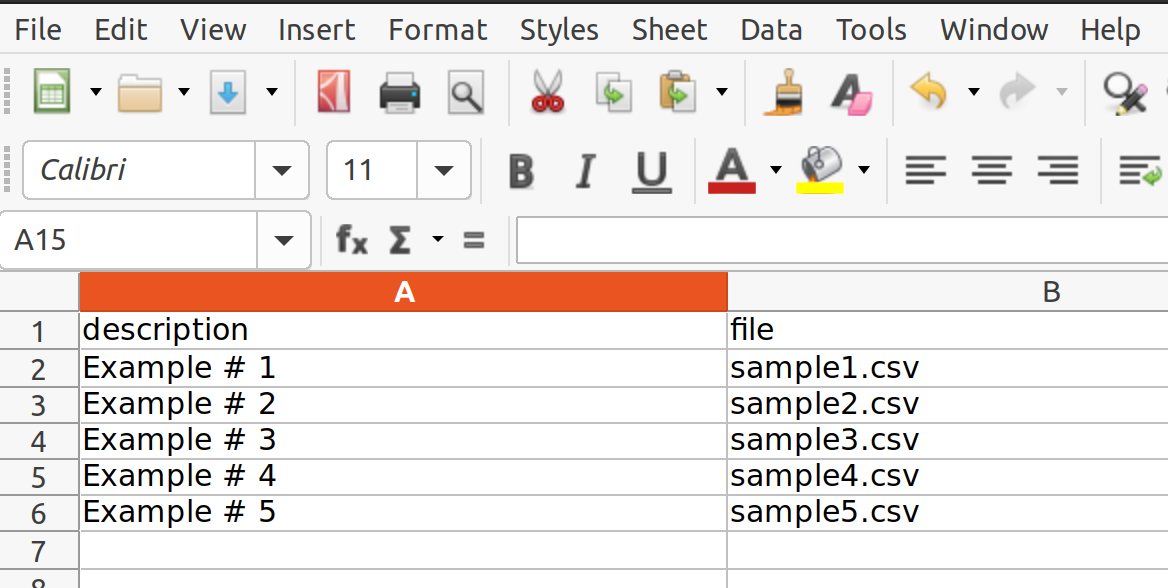 File Edit View Insert Format Styles Sheet Data Tools Window Help
Calibri 11 B I U A
A15 fx Σ =
A B
1 description file
2 Example # 1 sample1.csv
3 Example # 2 sample2.csv
4 Example # 3 sample3.csv
5 Example # 4 sample4.csv
6 Example # 5 sample5.csv
7
8